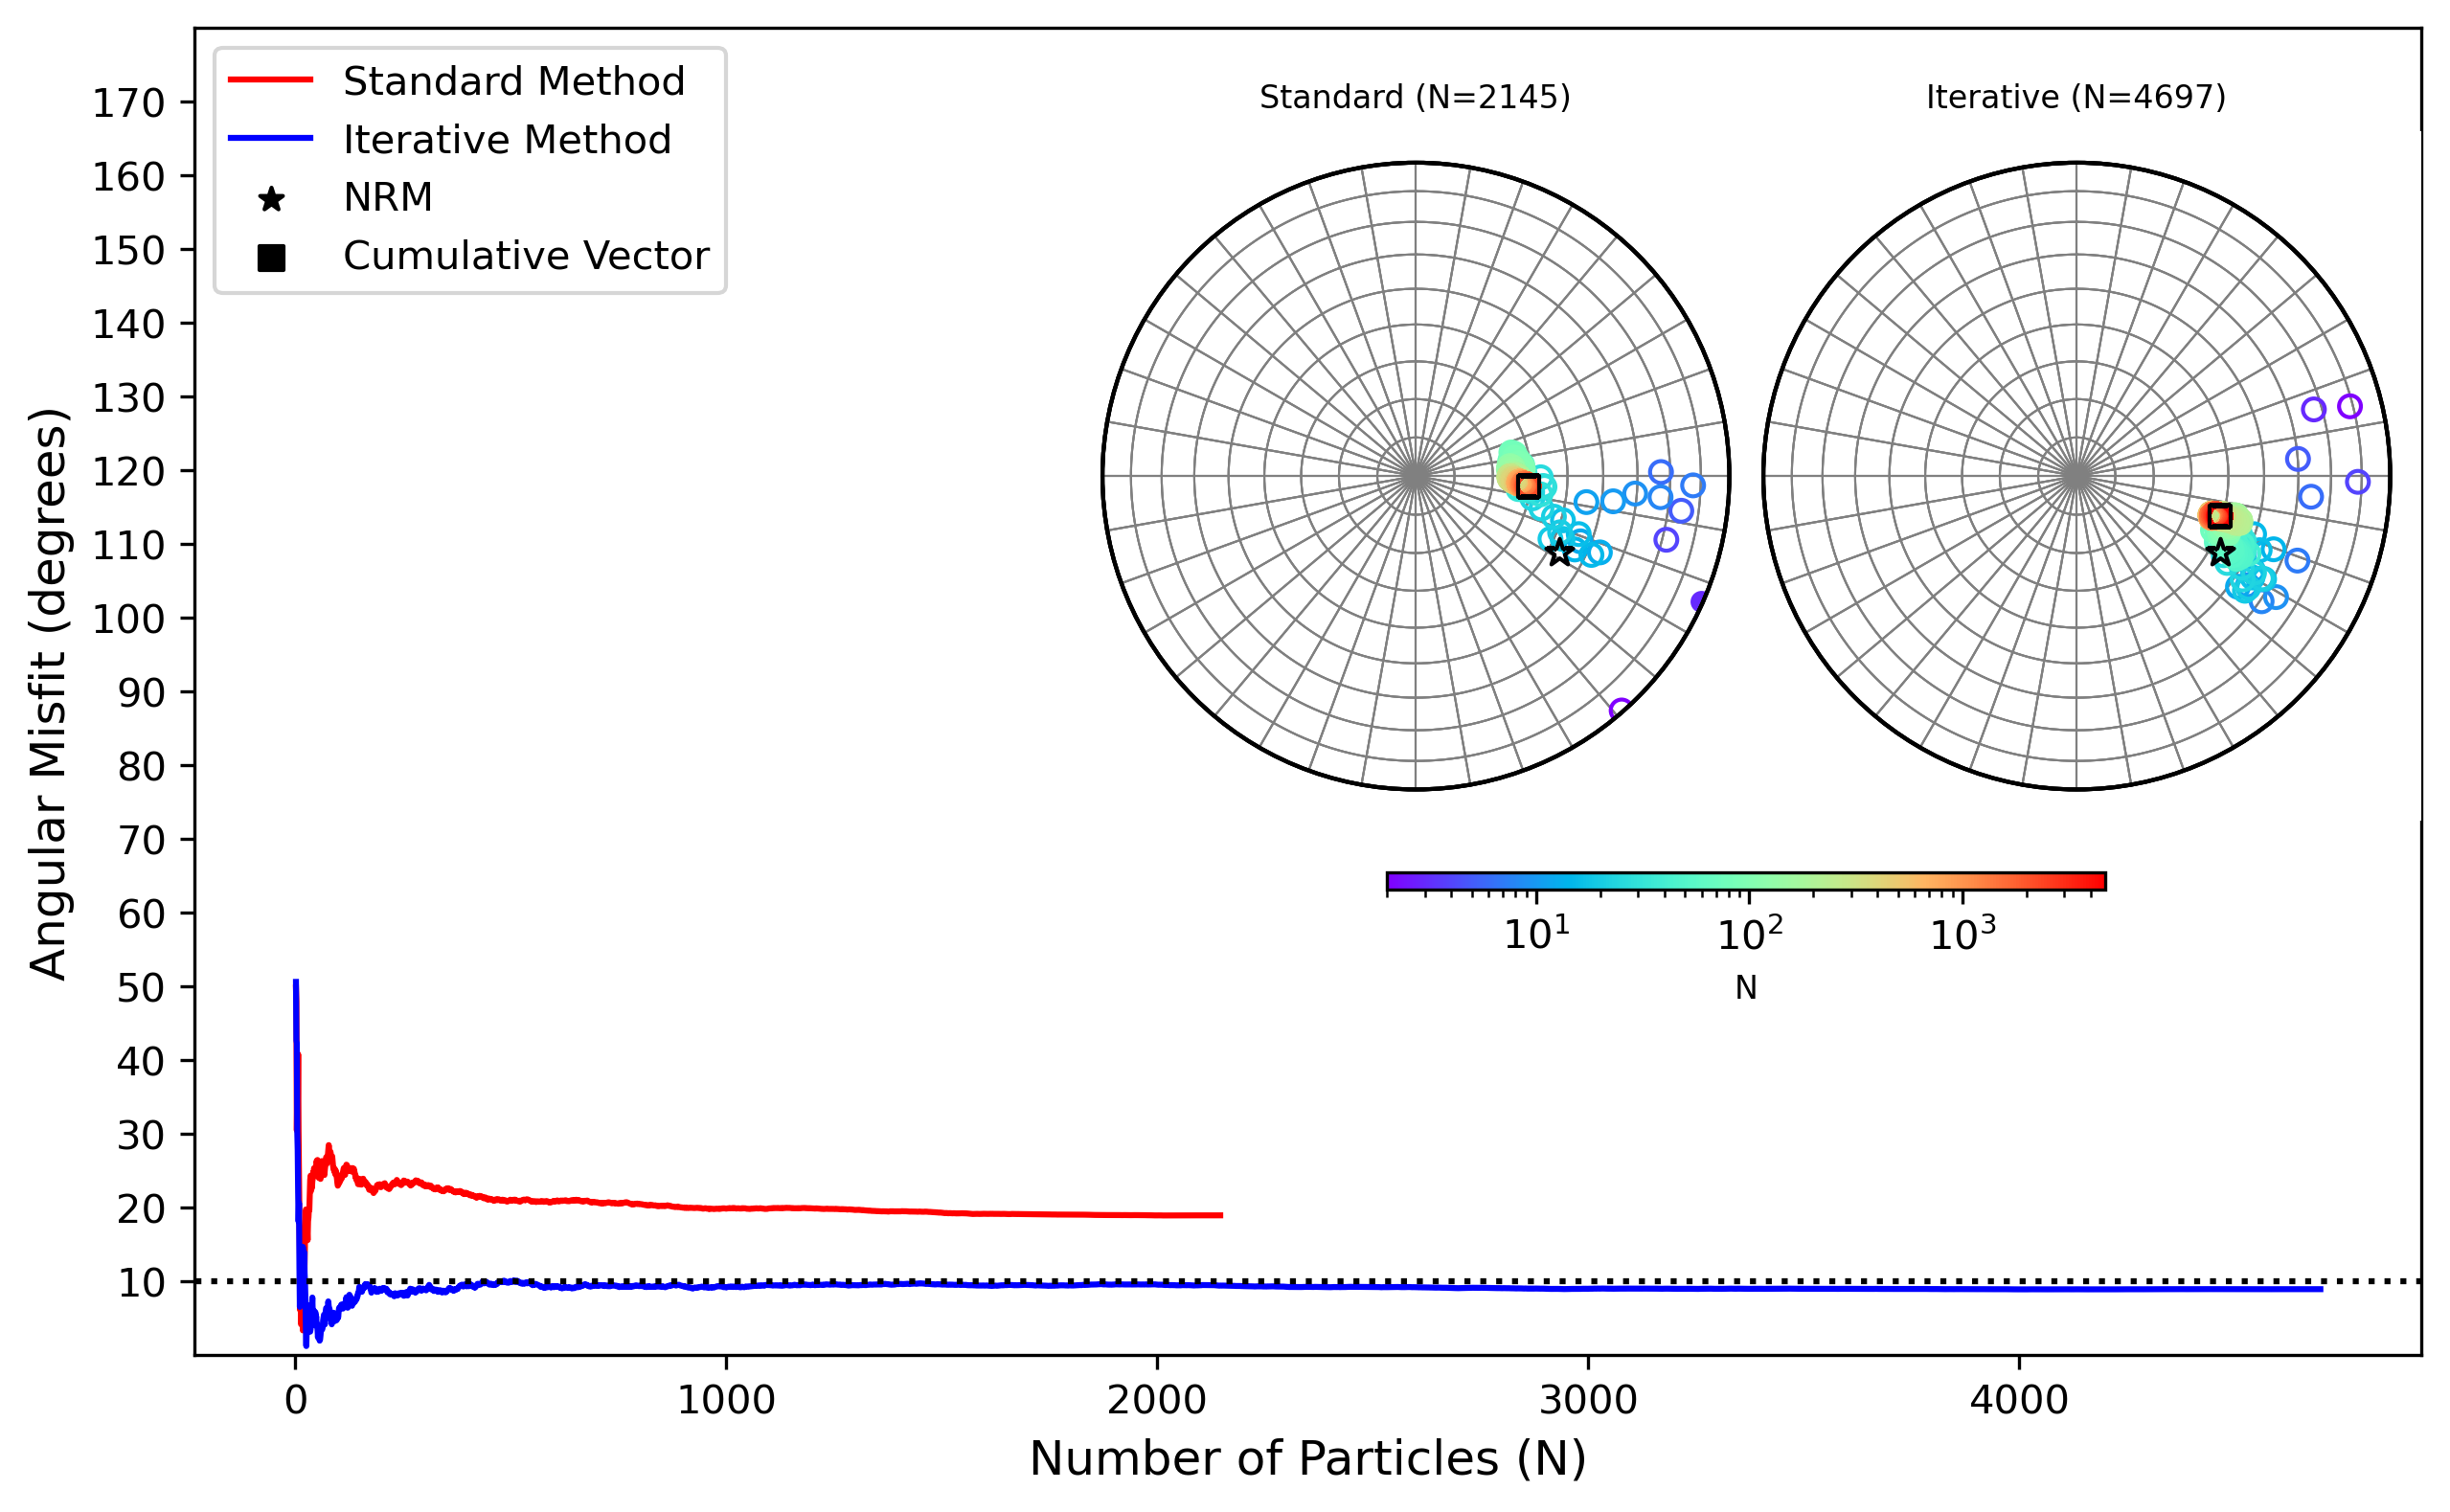 Standard Method
Iterative Method
NRM
Cumulative Vector
Standard (N=2145)
Iterative (N=4697)
170
160
150
140
130
120
110
100
90
80
70
60
50
40
30
20
10
Angular Misfit (degrees)
10¹
10²
10³
N
0
1000
2000
3000
4000
Number of Particles (N)